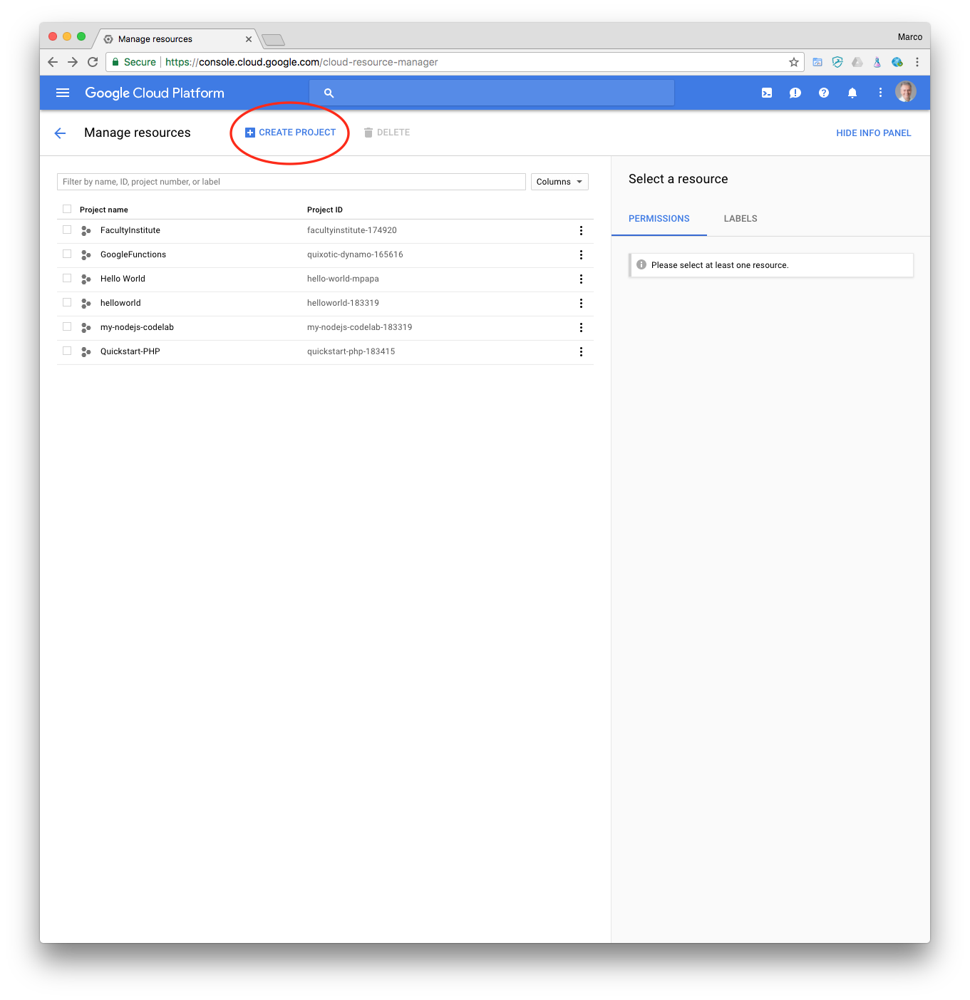 Manage resources
Marco
Secure https://console.cloud.google.com/cloud-resource-manager
Google Cloud Platform
Manage resources CREATE PROJECT DELETE HIDE INFO PANEL
Filter by name, ID, project number, or label Columns
Select a resource
Project name Project ID
PERMISSIONS LABELS
FacultyInstitute facultyinstitute-174920
GoogleFunctions quixotic-dynamo-165616
Please select at least one resource.
Hello World hello-world-mpapa
helloworld helloworld-183319
my-nodejs-codelab my-nodejs-codelab-183319
Quickstart-PHP quickstart-php-183415